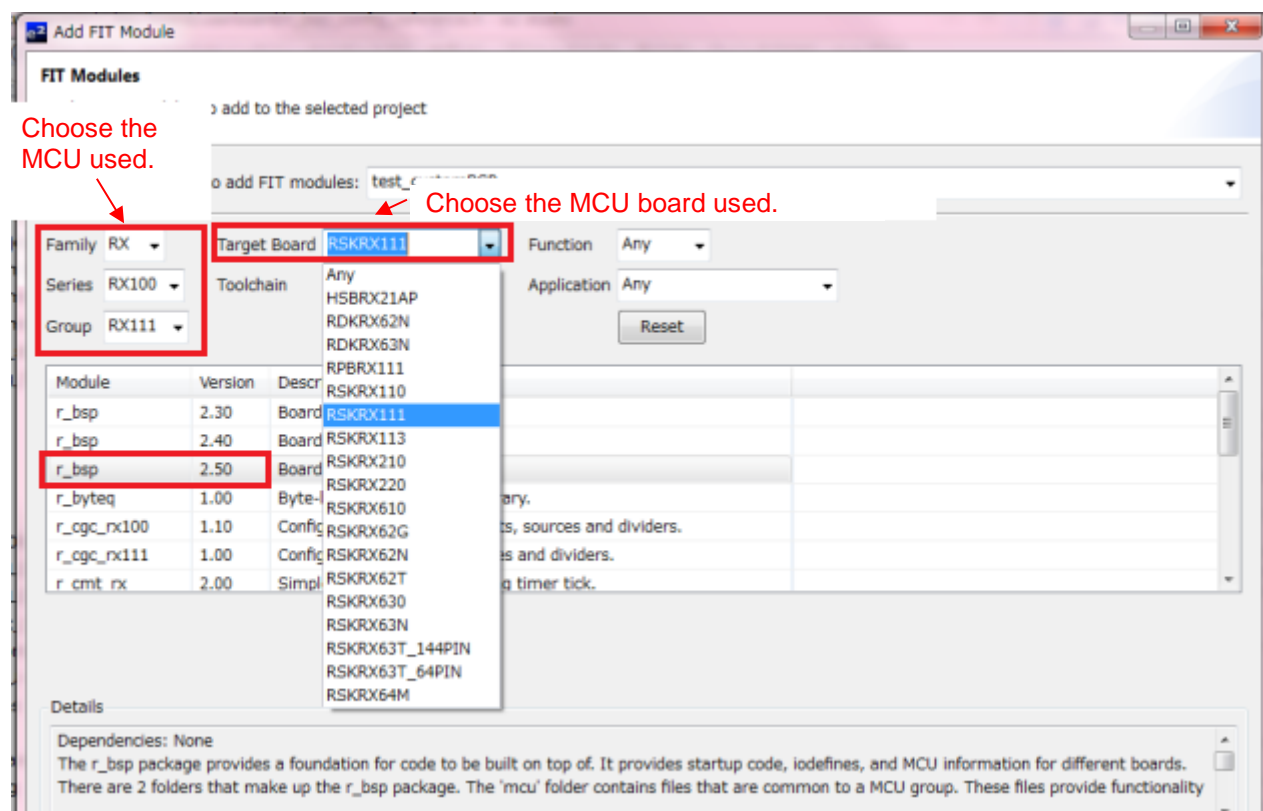 Add FIT Module
FIT Modules
to add to the selected project
Choose the
MCU used.
to add FIT modules:
Choose the MCU board used.
Family RX Target Board RSKRX111 Function Any
Series RX100 Toolchain Application Any
Group RX111 Reset
Any
HSBRX21AP
RDKRX62N
RDKRX63N
RPBRX111
RSKRX110
RSKRX111
RSKRX113
RSKRX210
RSKRX220
RSKRX610
RSKRX62G
RSKRX62N
RSKRX62T
RSKRX630
RSKRX63N
RSKRX63T_144PIN
RSKRX63T_64PIN
RSKRX64M
Module Version Descr
r_bsp 2.30 Board
r_bsp 2.40 Board
r_bsp 2.50 Board
r_byteq 1.00 Byte-
r_cgc_rx100 1.10 Config sources and dividers.
r_cgc_rx111 1.00 Config and dividers.
r_cmt_rx 2.00 Simpl timer tick.
Details
Dependencies: None
The r_bsp package provides a foundation for code to be built on top of. It provides startup code, iodefines, and MCU information for different boards.
There are 2 folders that make up the r_bsp package. The 'mcu' folder contains files that are common to a MCU group. These files provide functionality